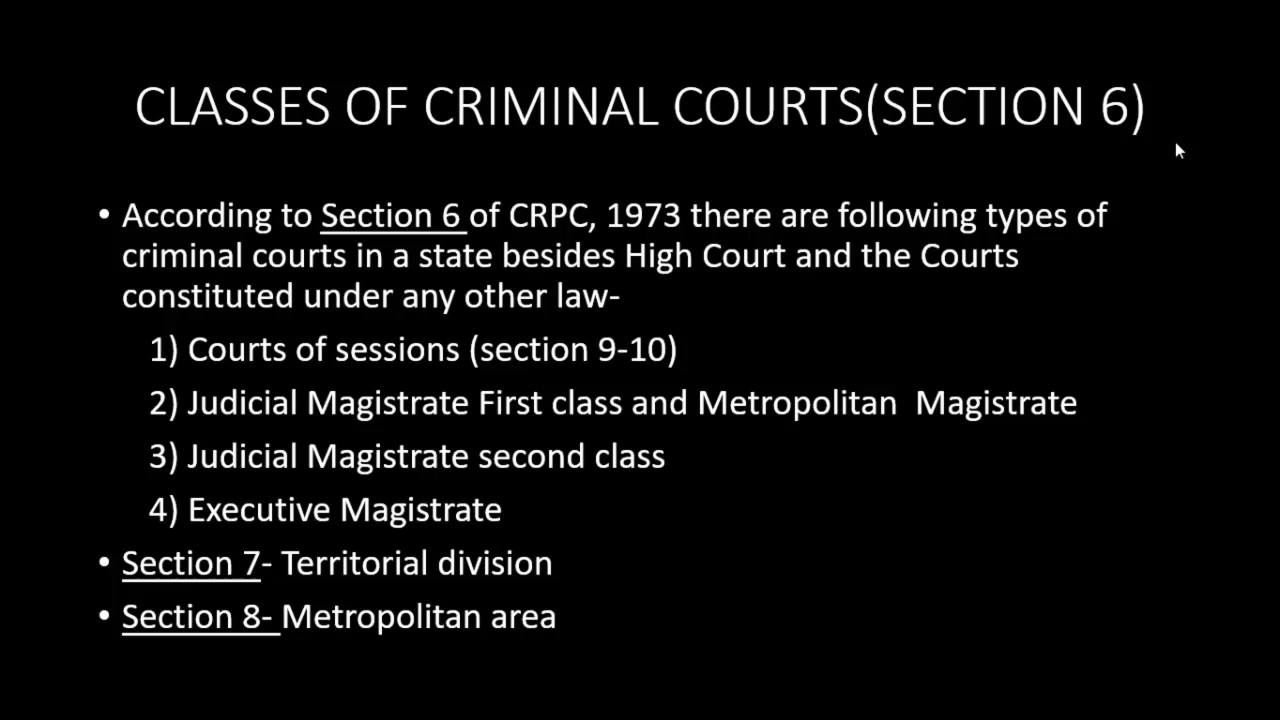 CLASSES OF CRIMINAL COURTS(SECTION 6)
• According to Section 6 of CRPC, 1973 there are following types of
criminal courts in a state besides High Court and the Courts
constituted under any other law-
1) Courts of sessions (section 9-10)
2) Judicial Magistrate First class and Metropolitan  Magistrate
3) Judicial Magistrate second class
4) Executive Magistrate
• Section 7- Territorial division
• Section 8- Metropolitan area